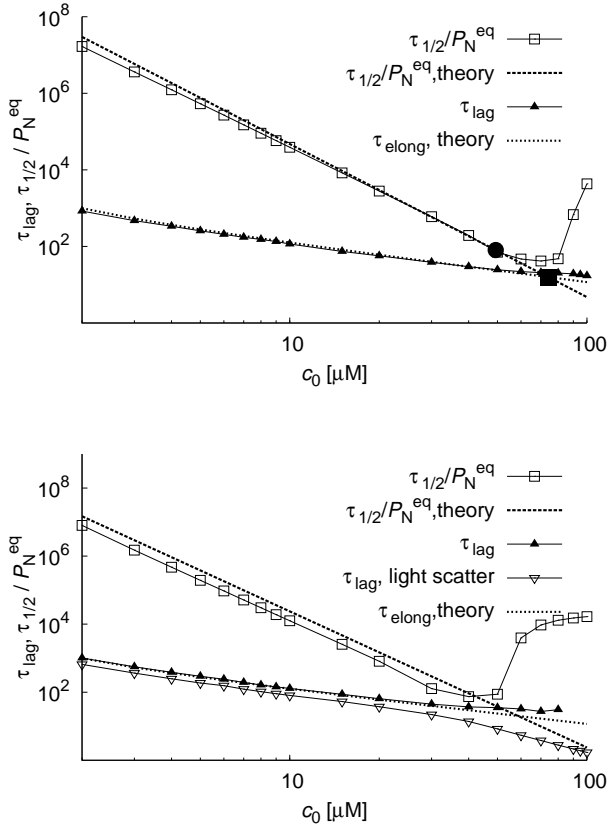 10^8
10^6
10^4
10^2
τ_lag, τ_1/2 / P_N^eq
τ_1/2/P_N^eq
τ_1/2/P_N^eq,theory
τ_lag
τ_elong, theory
10
100
c_0 [μM]
10^8
10^6
10^4
10^2
τ_lag, τ_1/2 / P_N^eq
τ_1/2/P_N^eq
τ_1/2/P_N^eq,theory
τ_lag
τ_lag, light scatter
τ_elong,theory
10
100
c_0 [μM]